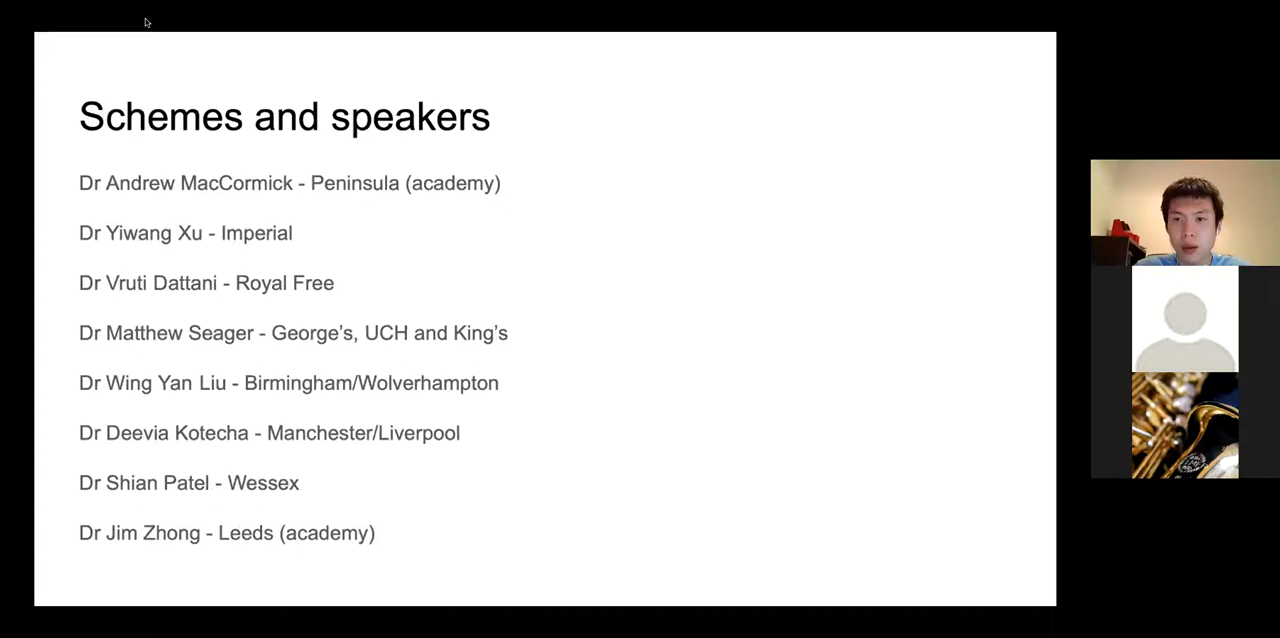 Schemes and speakers
Dr Andrew MacCormick - Peninsula (academy)
Dr Yiwang Xu - Imperial
Dr Vruti Dattani - Royal Free
Dr Matthew Seager - George’s, UCH and King’s
Dr Wing Yan Liu - Birmingham/Wolverhampton
Dr Deevia Kotecha - Manchester/Liverpool
Dr Shian Patel - Wessex
Dr Jim Zhong - Leeds (academy)